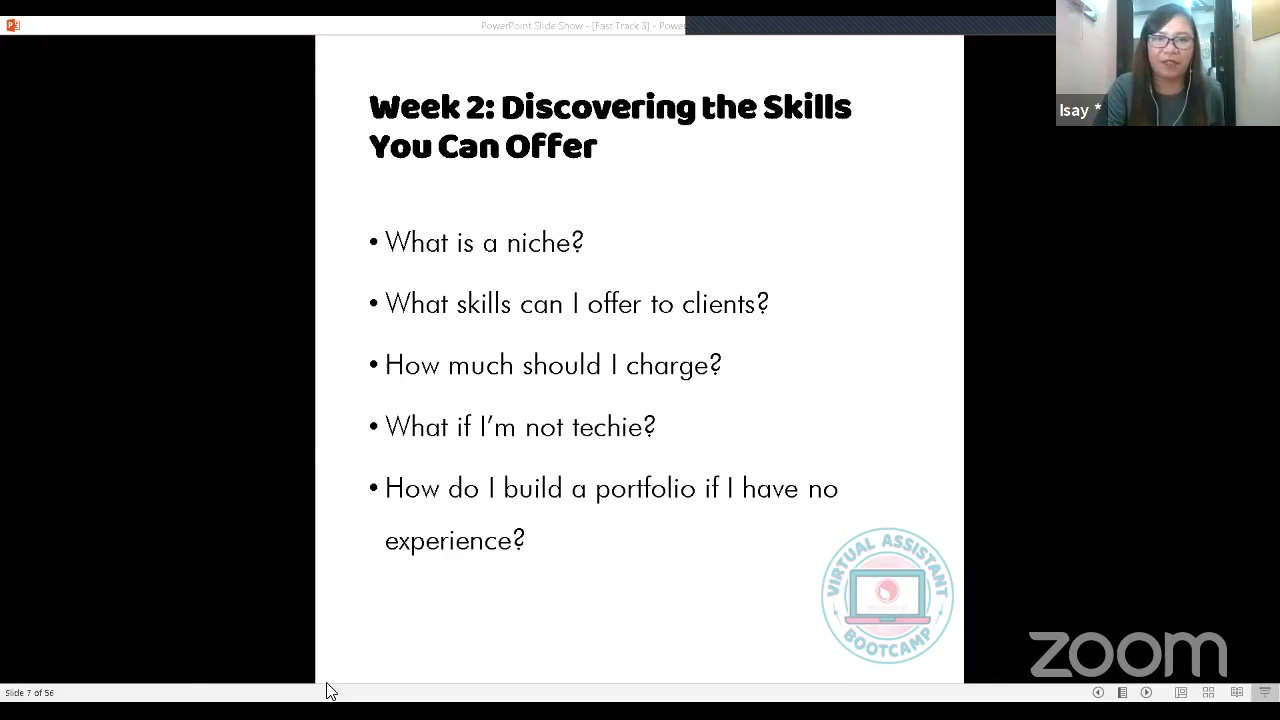 PowerPoint Slide Show - [Fast Track 3] - Power
Week 2: Discovering the Skills
You Can Offer
• What is a niche?
• What skills can I offer to clients?
• How much should I charge?
• What if I'm not techie?
• How do I build a portfolio if I have no
experience?
VIRTUAL ASSISTANT
BOOTCAMP
Isay *
zoom
Slide 7 of 56